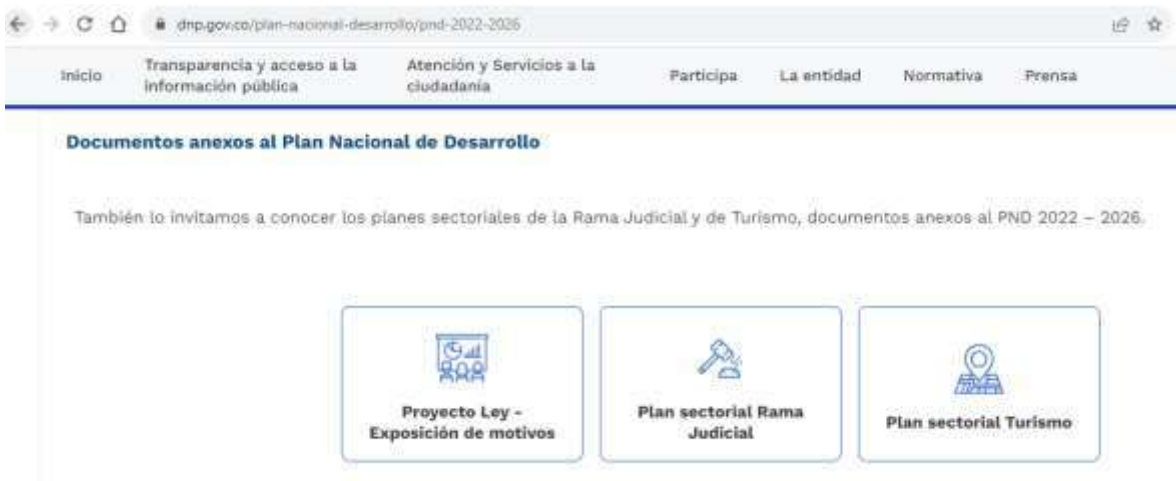 dnp.gov.co/plan-nacional-desarrollo/pnd-2022-2026
Inicio
Transparencia y acceso a la
información pública
Atención y Servicios a la
ciudadanía
Participa
La entidad
Normativa
Prensa
Documentos anexos al Plan Nacional de Desarrollo
También lo invitamos a conocer los planes sectoriales de la Rama Judicial y de Turismo, documentos anexos al PND 2022 – 2026.
Proyecto Ley -
Exposición de motivos
Plan sectorial Rama
Judicial
Plan sectorial Turismo